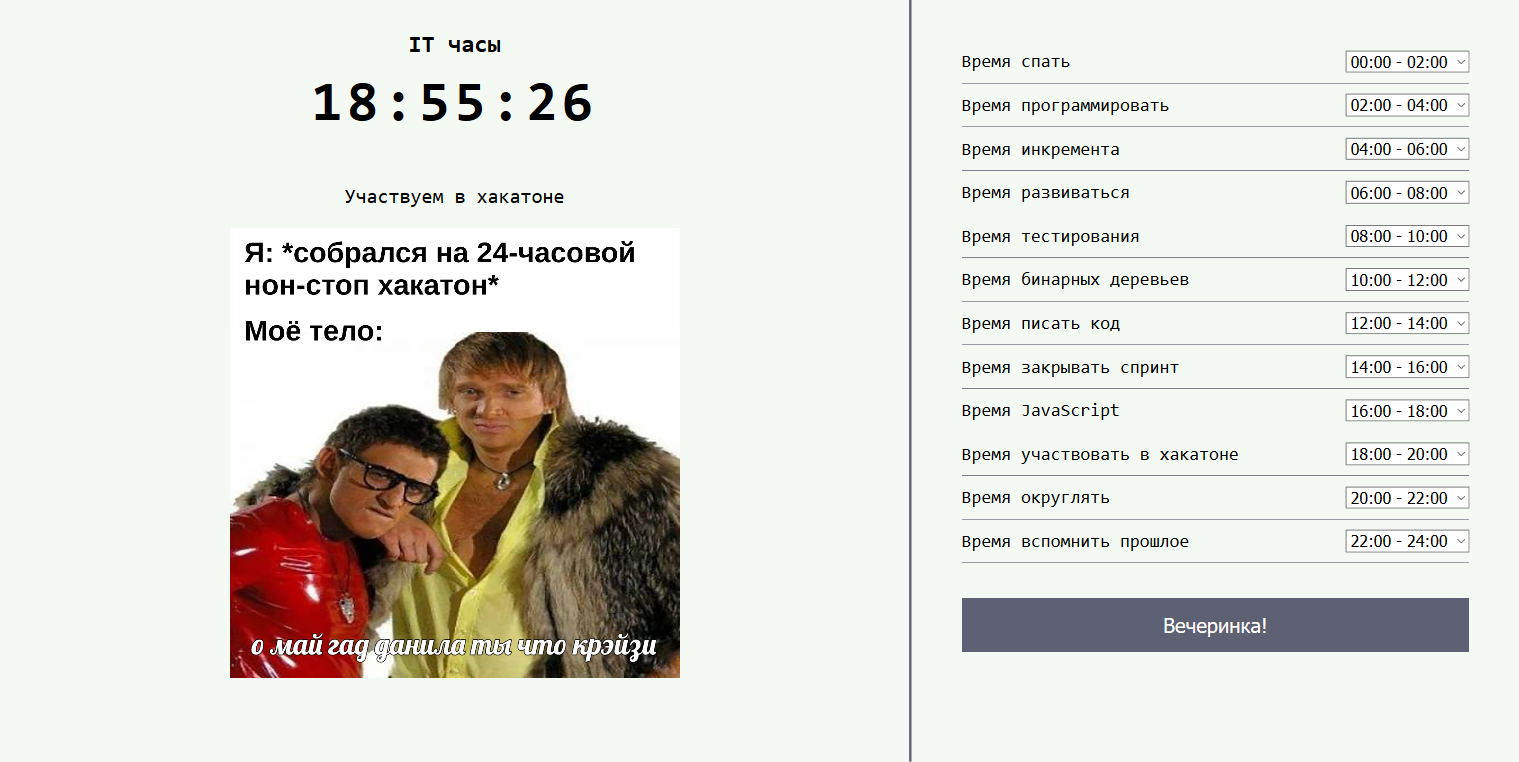 IT часы
18:55:26
Участвуем в хакатоне
Я: *собрался на 24-часовой
нон-стоп хакатон*
Моё тело:
о май гад данила ты что крэйзи
Время спать 00:00 - 02:00
Время программировать 02:00 - 04:00
Время инкремента 04:00 - 06:00
Время развиваться 06:00 - 08:00
Время тестирования 08:00 - 10:00
Время бинарных деревьев 10:00 - 12:00
Время писать код 12:00 - 14:00
Время закрывать спринт 14:00 - 16:00
Время JavaScript 16:00 - 18:00
Время участвовать в хакатоне 18:00 - 20:00
Время округлять 20:00 - 22:00
Время вспомнить прошлое 22:00 - 24:00
Вечеринка!